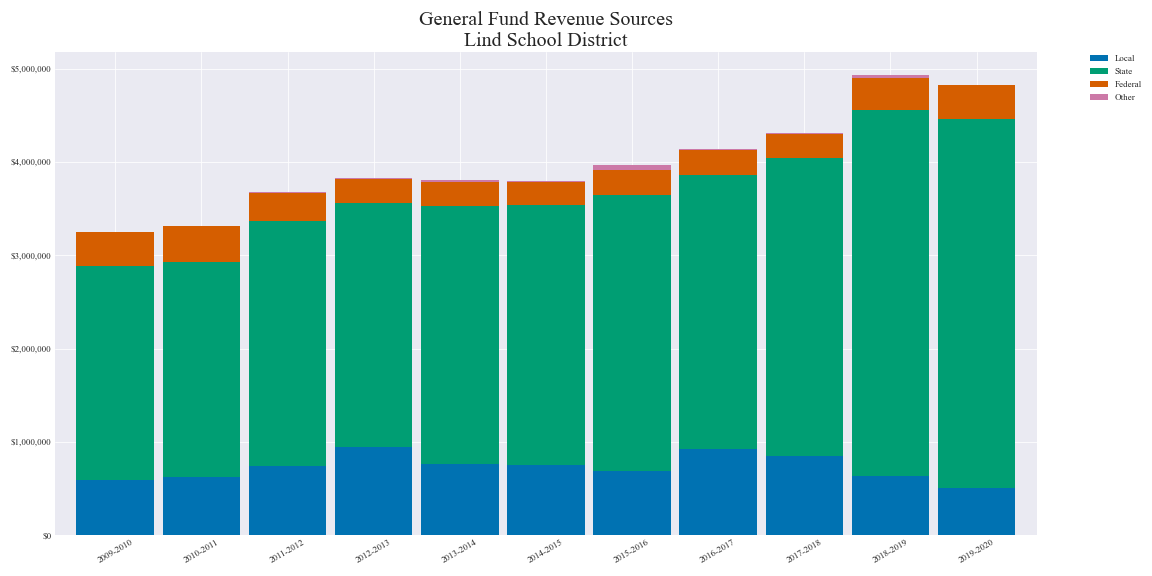 General Fund Revenue Sources
Lind School District
Local
State
Federal
Other
$5,000,000
$4,000,000
$3,000,000
$2,000,000
$1,000,000
$0
2009-2010
2010-2011
2011-2012
2012-2013
2013-2014
2014-2015
2015-2016
2016-2017
2017-2018
2018-2019
2019-2020